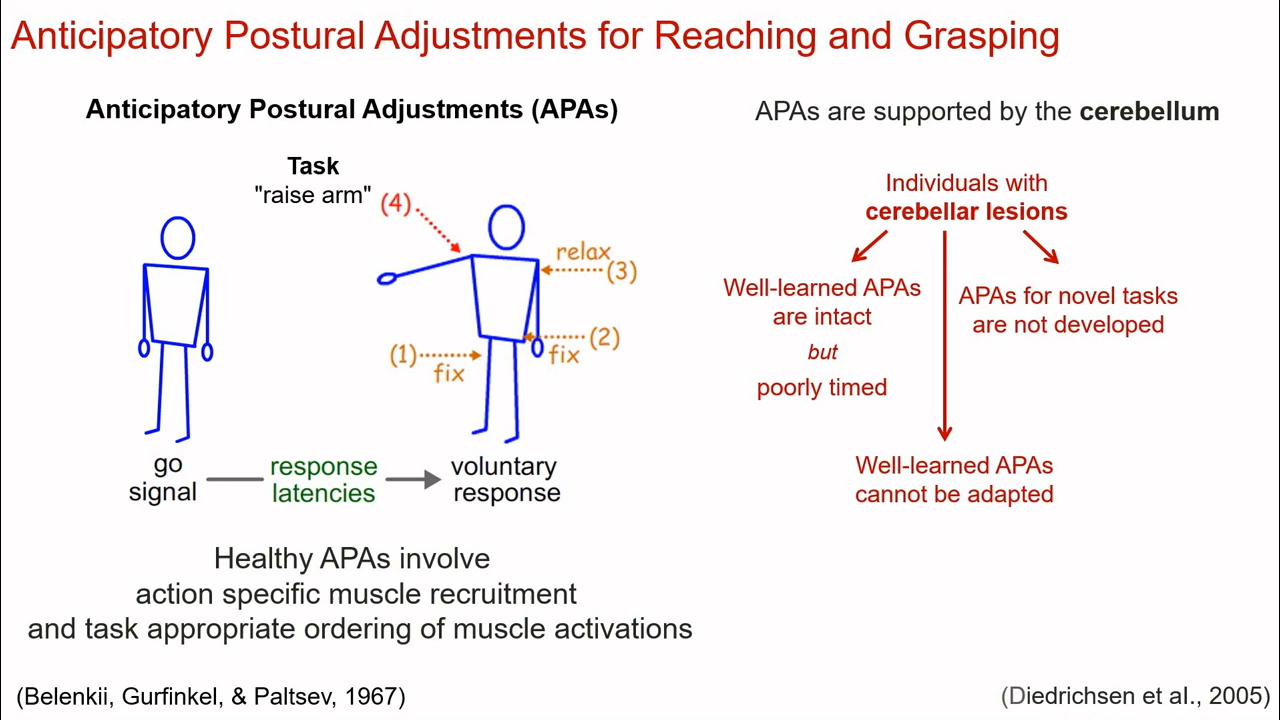 Anticipatory Postural Adjustments for Reaching and Grasping
Anticipatory Postural Adjustments (APAs)
Task
"raise arm"
(4)
relax
(3)
(2)
fix
(1)
fix
go
signal
response
latencies
voluntary
response
Healthy APAs involve
action specific muscle recruitment
and task appropriate ordering of muscle activations
(Belenkii, Gurfinkel, & Paltsev, 1967)
APAs are supported by the cerebellum
Individuals with
cerebellar lesions
Well-learned APAs
are intact
but
poorly timed
APAs for novel tasks
are not developed
Well-learned APAs
cannot be adapted
(Diedrichsen et al., 2005)